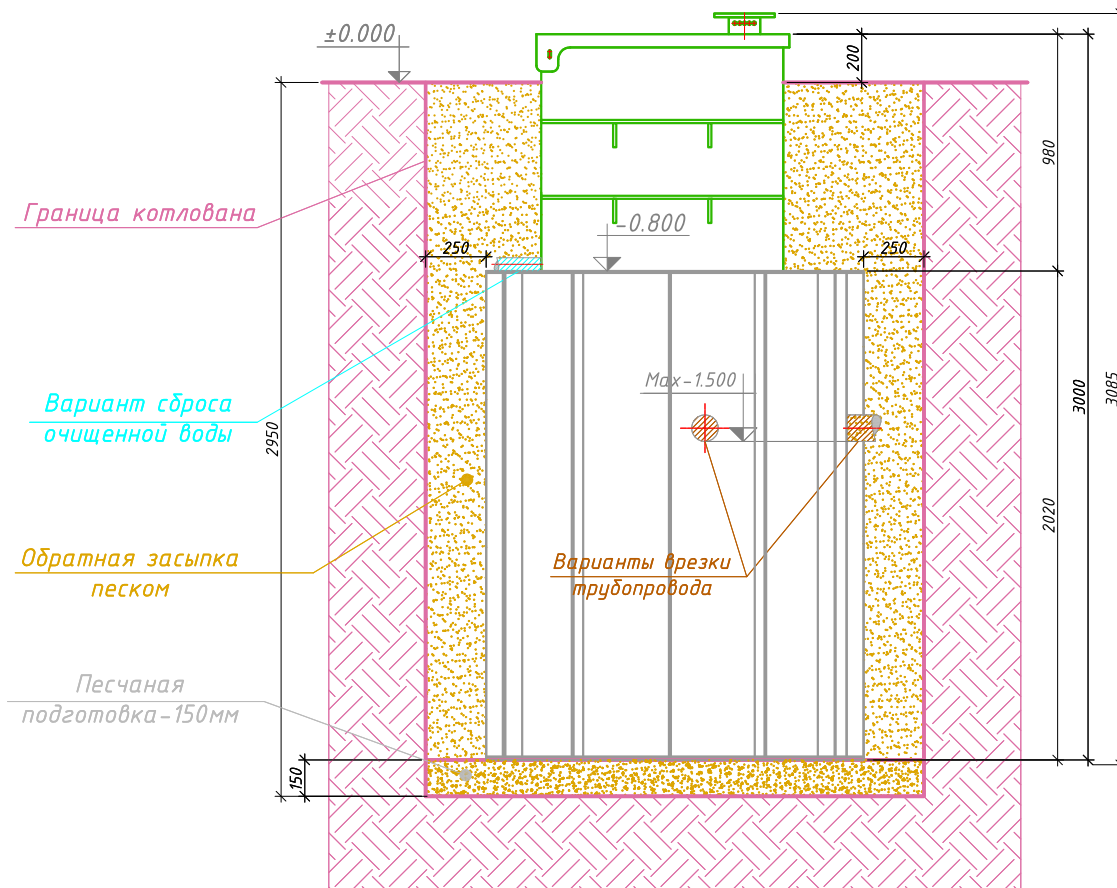 ±0.000
200
3085
980
Граница котлована
-0.800
250
250
Max-1.500
Вариант сброса
очищенной воды
3000
2950
2020
Обратная засыпка
песком
Варианты врезки
трубопровода
Песчаная
подготовка-150мм
150